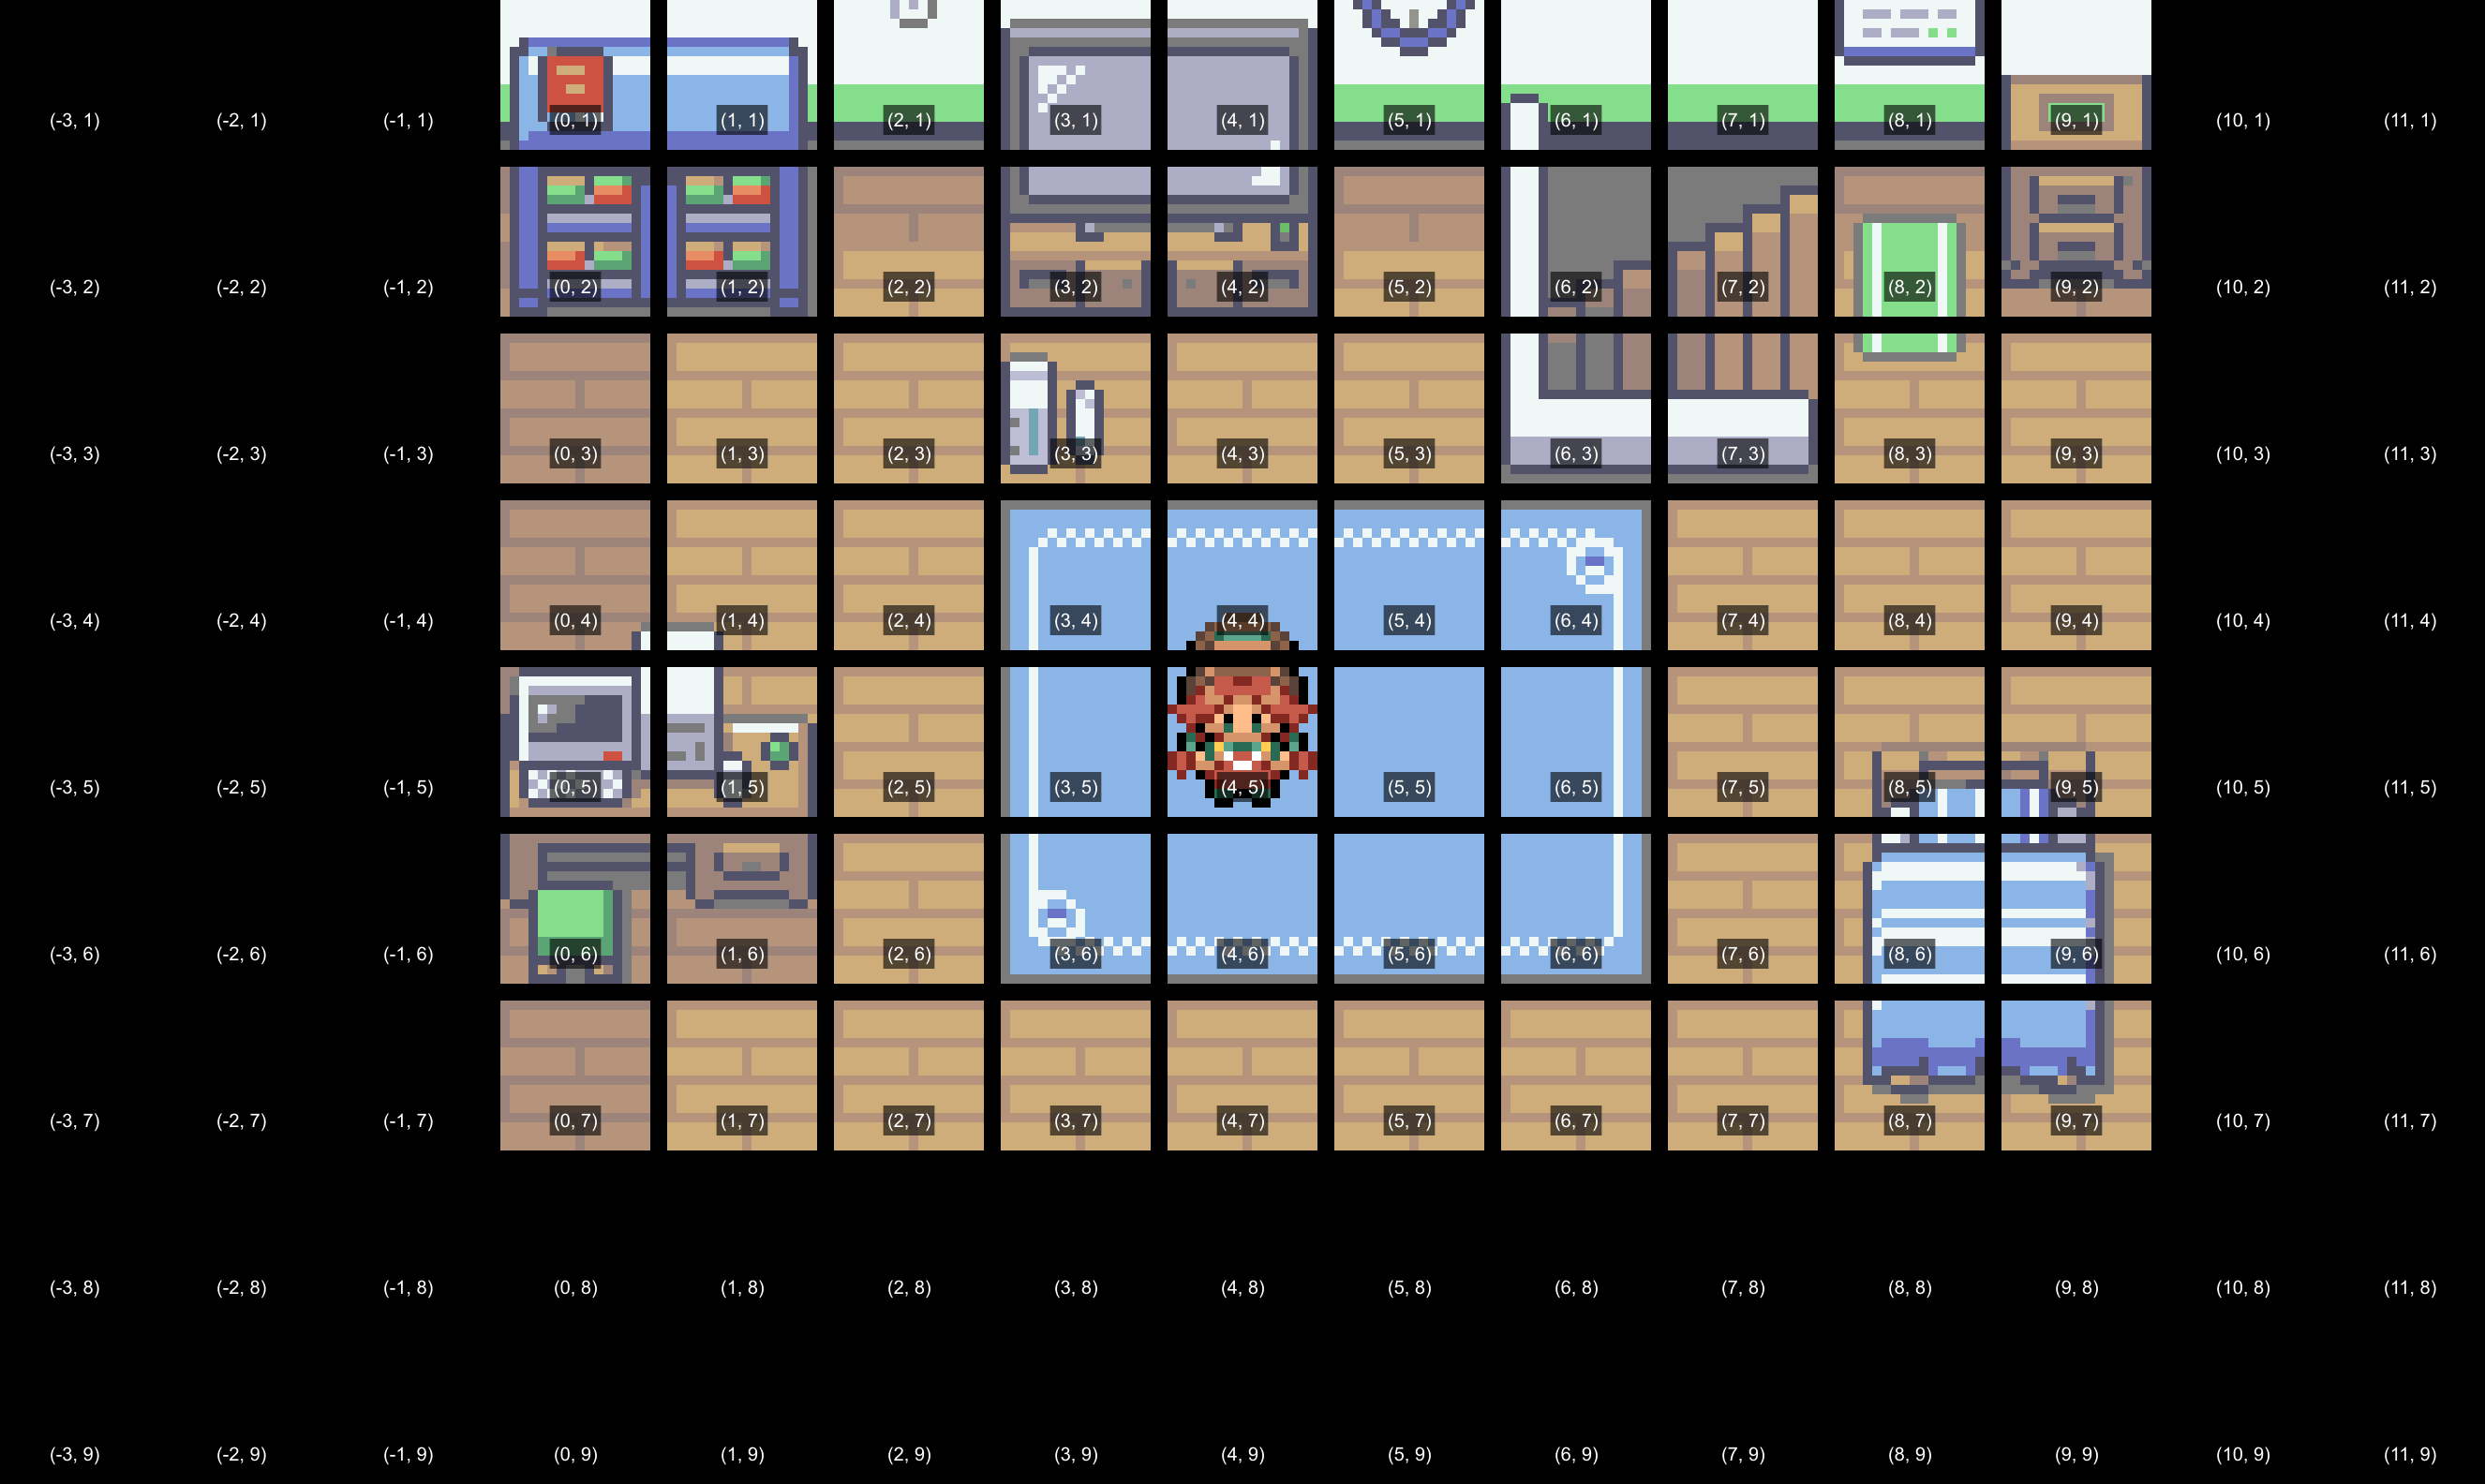 (-3, 1) (-2, 1) (-1, 1) (0, 1) (1, 1) (2, 1) (3, 1) (4, 1) (5, 1) (6, 1) (7, 1) (8, 1) (9, 1) (10, 1) (11, 1)
(-3, 2) (-2, 2) (-1, 2) (0, 2) (1, 2) (2, 2) (3, 2) (4, 2) (5, 2) (6, 2) (7, 2) (8, 2) (9, 2) (10, 2) (11, 2)
(-3, 3) (-2, 3) (-1, 3) (0, 3) (1, 3) (2, 3) (3, 3) (4, 3) (5, 3) (6, 3) (7, 3) (8, 3) (9, 3) (10, 3) (11, 3)
(-3, 4) (-2, 4) (-1, 4) (0, 4) (1, 4) (2, 4) (3, 4) (4, 4) (5, 4) (6, 4) (7, 4) (8, 4) (9, 4) (10, 4) (11, 4)
(-3, 5) (-2, 5) (-1, 5) (0, 5) (1, 5) (2, 5) (3, 5) (4, 5) (5, 5) (6, 5) (7, 5) (8, 5) (9, 5) (10, 5) (11, 5)
(-3, 6) (-2, 6) (-1, 6) (0, 6) (1, 6) (2, 6) (3, 6) (4, 6) (5, 6) (6, 6) (7, 6) (8, 6) (9, 6) (10, 6) (11, 6)
(-3, 7) (-2, 7) (-1, 7) (0, 7) (1, 7) (2, 7) (3, 7) (4, 7) (5, 7) (6, 7) (7, 7) (8, 7) (9, 7) (10, 7) (11, 7)
(-3, 8) (-2, 8) (-1, 8) (0, 8) (1, 8) (2, 8) (3, 8) (4, 8) (5, 8) (6, 8) (7, 8) (8, 8) (9, 8) (10, 8) (11, 8)
(-3, 9) (-2, 9) (-1, 9) (0, 9) (1, 9) (2, 9) (3, 9) (4, 9) (5, 9) (6, 9) (7, 9) (8, 9) (9, 9) (10, 9) (11, 9)